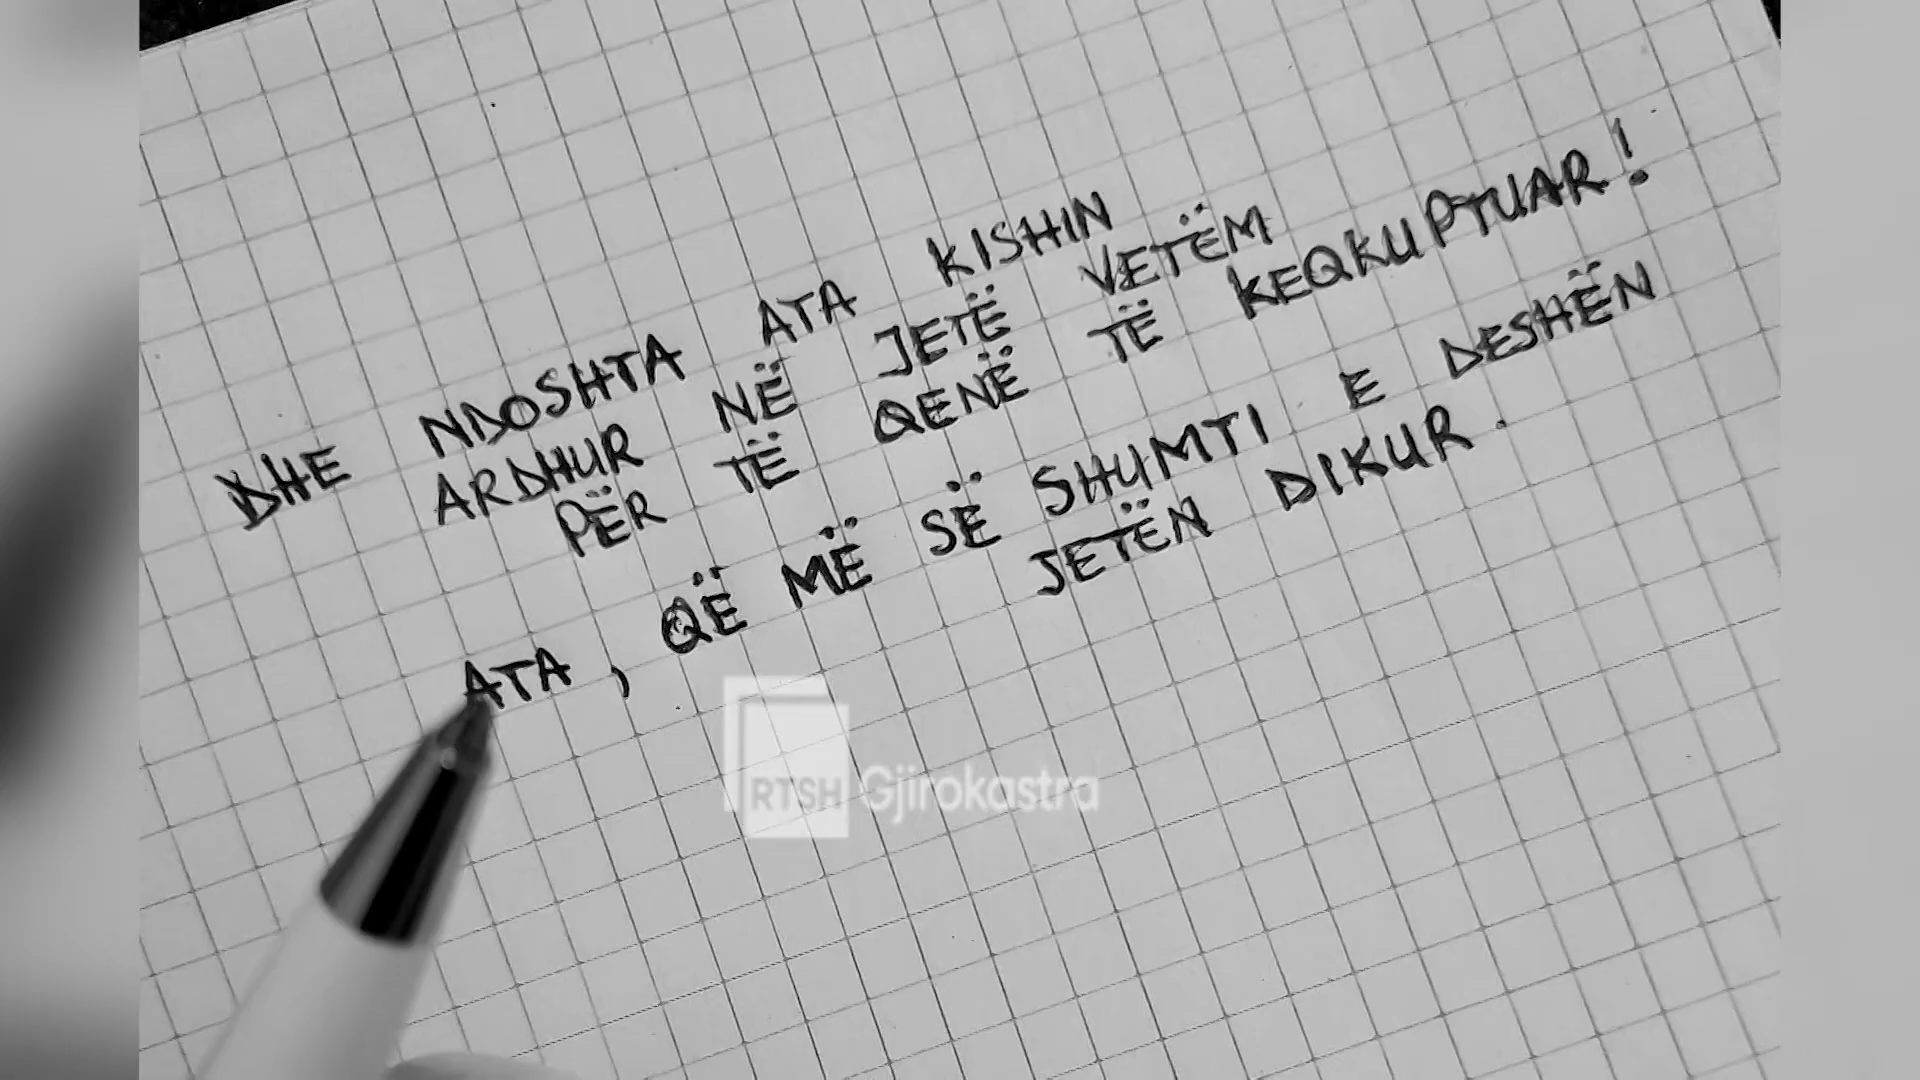 DHE NDOSHTA ATA KISHIN
ARDHUR NË JETË VETËM
PËR TË QENË TË KEQKUPTUAR!
ATA, QË MË SË SHUMTI E DESHËN
JETËN DIKUR.
RTSH Gjirokastra